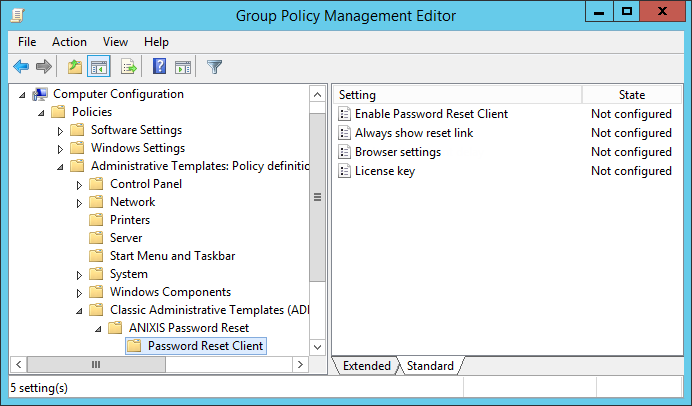 Group Policy Management Editor
File Action View Help
Computer Configuration
Policies
Software Settings
Windows Settings
Administrative Templates: Policy definitio
Control Panel
Network
Printers
Server
Start Menu and Taskbar
System
Windows Components
Classic Administrative Templates (ADI
ANIXIS Password Reset
Password Reset Client
Setting State
Enable Password Reset Client Not configured
Always show reset link Not configured
Browser settings Not configured
License key Not configured
Extended Standard
5 setting(s)